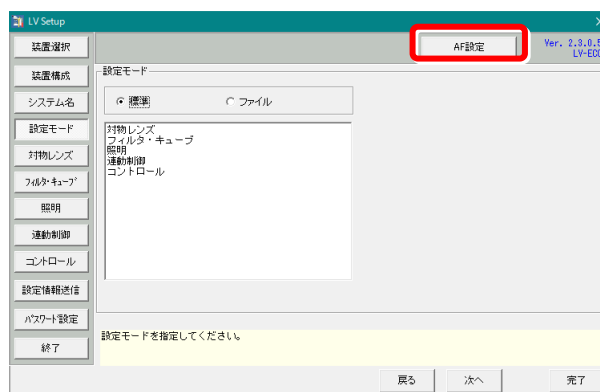 LV Setup
装置選択
AF設定
Ver. 2.3.0.5
LV-ECO
装置構成
設定モード
システム名
標準
ファイル
設定モード
対物レンズ
フィルタ・キューブ
照明
連動制御
コントロール
対物レンズ
フィルタ・キューブ
照明
連動制御
コントロール
設定情報送信
パスワード設定
設定モードを指定してください。
終了
戻る
次へ
完了